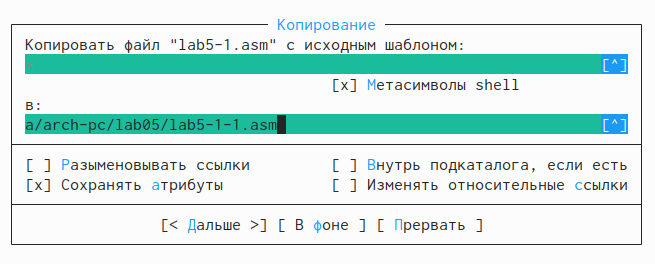 Копирование
Копировать файл "lab5-1.asm" с исходным шаблоном:
* [^]
[x] Метасимволы shell
в:
a/arch-pc/lab05/lab5-1-1.asm [^]
[ ] Разыменовывать ссылки [ ] Внутрь подкаталога, если есть
[x] Сохранять атрибуты [ ] Изменять относительные ссылки
[< Дальше >] [ В фоне ] [ Прервать ]